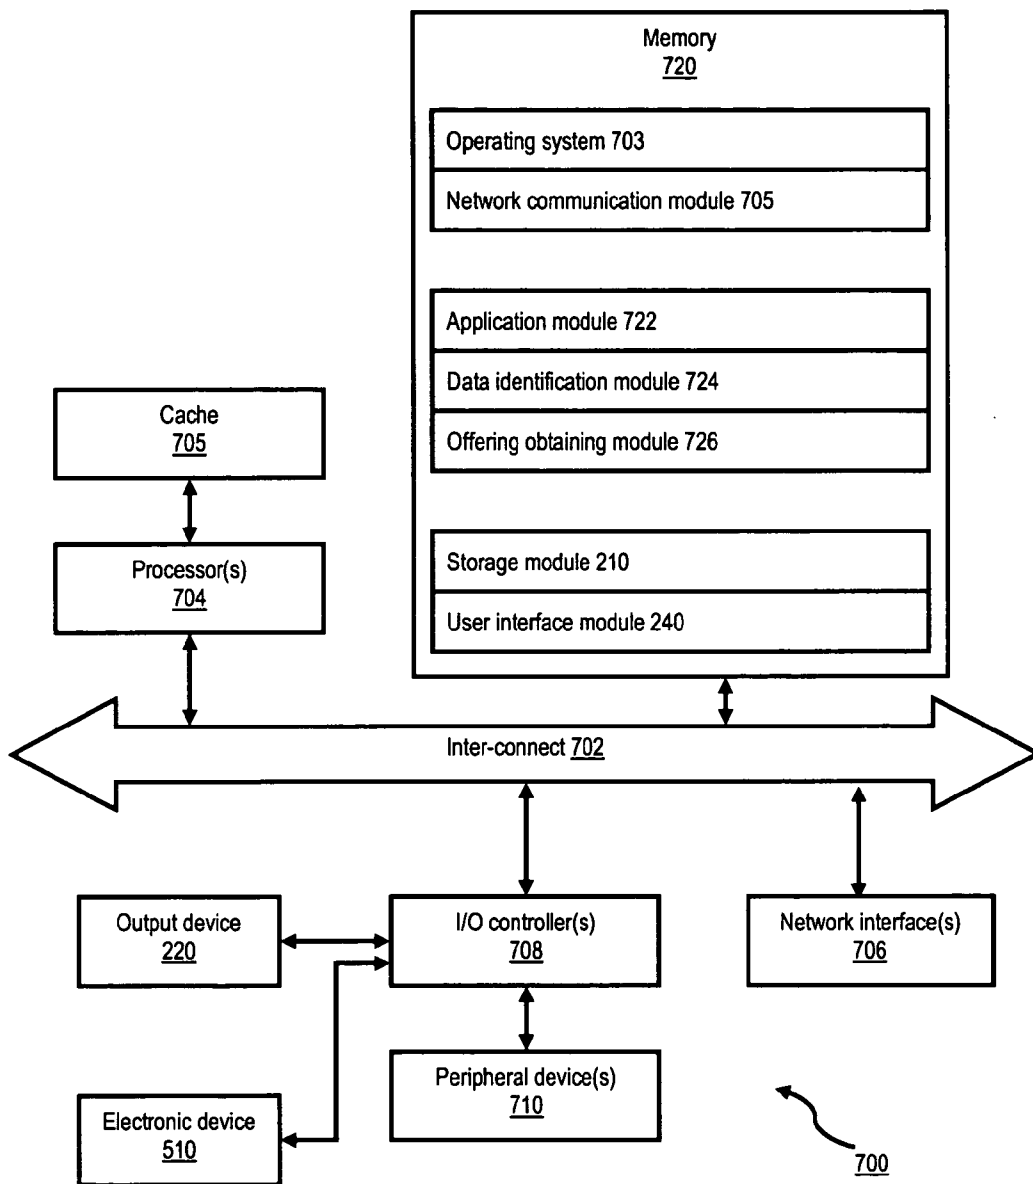 Memory
720
Operating system 703
Network communication module 705
Application module 722
Data identification module 724
Offering obtaining module 726
Cache
705
Processor(s)
704
Storage module 210
User interface module 240
Inter-connect 702
Output device
220
I/O controller(s)
708
Network interface(s)
706
Peripheral device(s)
710
Electronic device
510
700